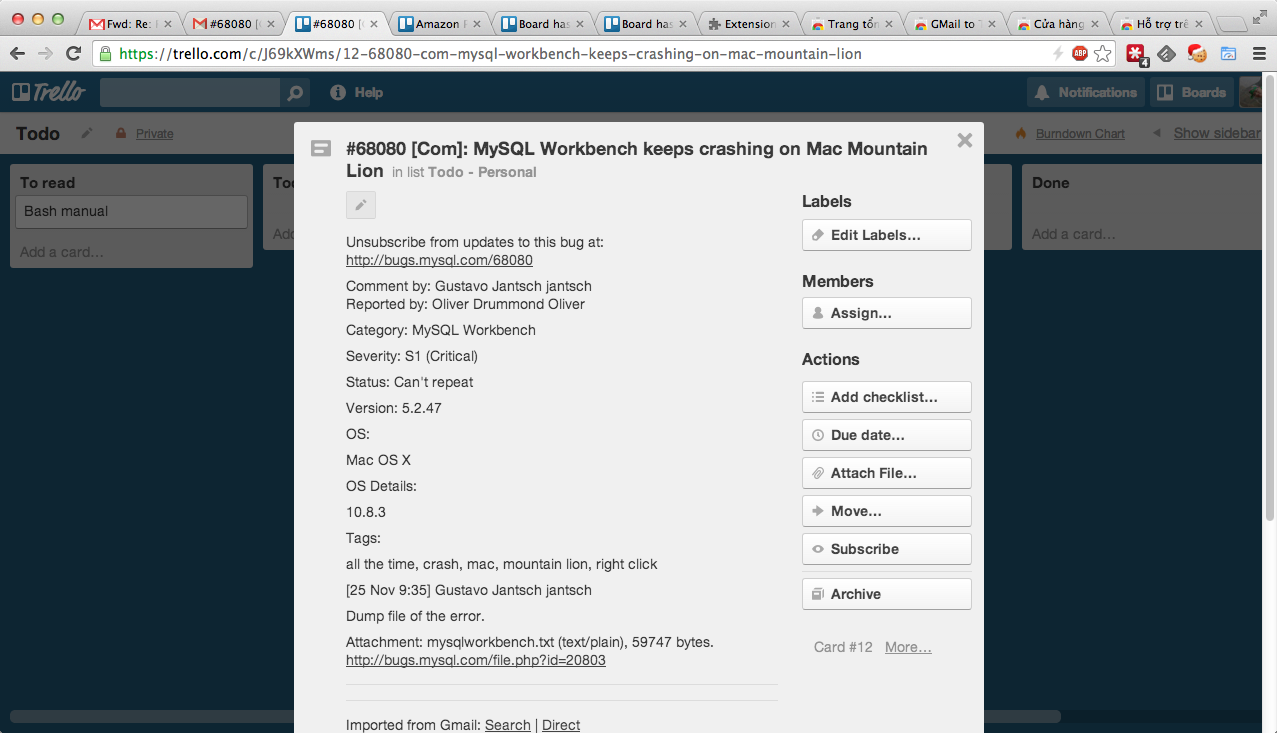 Fwd: Re:
#68080 [
#68080 [
Amazon
Board has
Board has
Extension
Trang tổn
GMail to
Cửa hàng
Hỗ trợ trê
https://trello.com/c/J69kXWms/12-68080-com-mysql-workbench-keeps-crashing-on-mac-mountain-lion
ABP
4
Trello
Help
Notifications
Boards
Todo
Private
Burndown Chart
Show sidebar
To read
Bash manual
Add a card…
Done
Add a card…
#68080 [Com]: MySQL Workbench keeps crashing on Mac Mountain
Lion in list Todo - Personal
Unsubscribe from updates to this bug at:
http://bugs.mysql.com/68080
Comment by: Gustavo Jantsch jantsch
Reported by: Oliver Drummond Oliver
Category: MySQL Workbench
Severity: S1 (Critical)
Status: Can't repeat
Version: 5.2.47
OS:
Mac OS X
OS Details:
10.8.3
Tags:
all the time, crash, mac, mountain lion, right click
[25 Nov 9:35] Gustavo Jantsch jantsch
Dump file of the error.
Attachment: mysqlworkbench.txt (text/plain), 59747 bytes.
http://bugs.mysql.com/file.php?id=20803
Imported from Gmail: Search | Direct
Labels
Edit Labels…
Members
Assign…
Actions
Add checklist…
Due date…
Attach File…
Move…
Subscribe
Archive
Card #12 More…